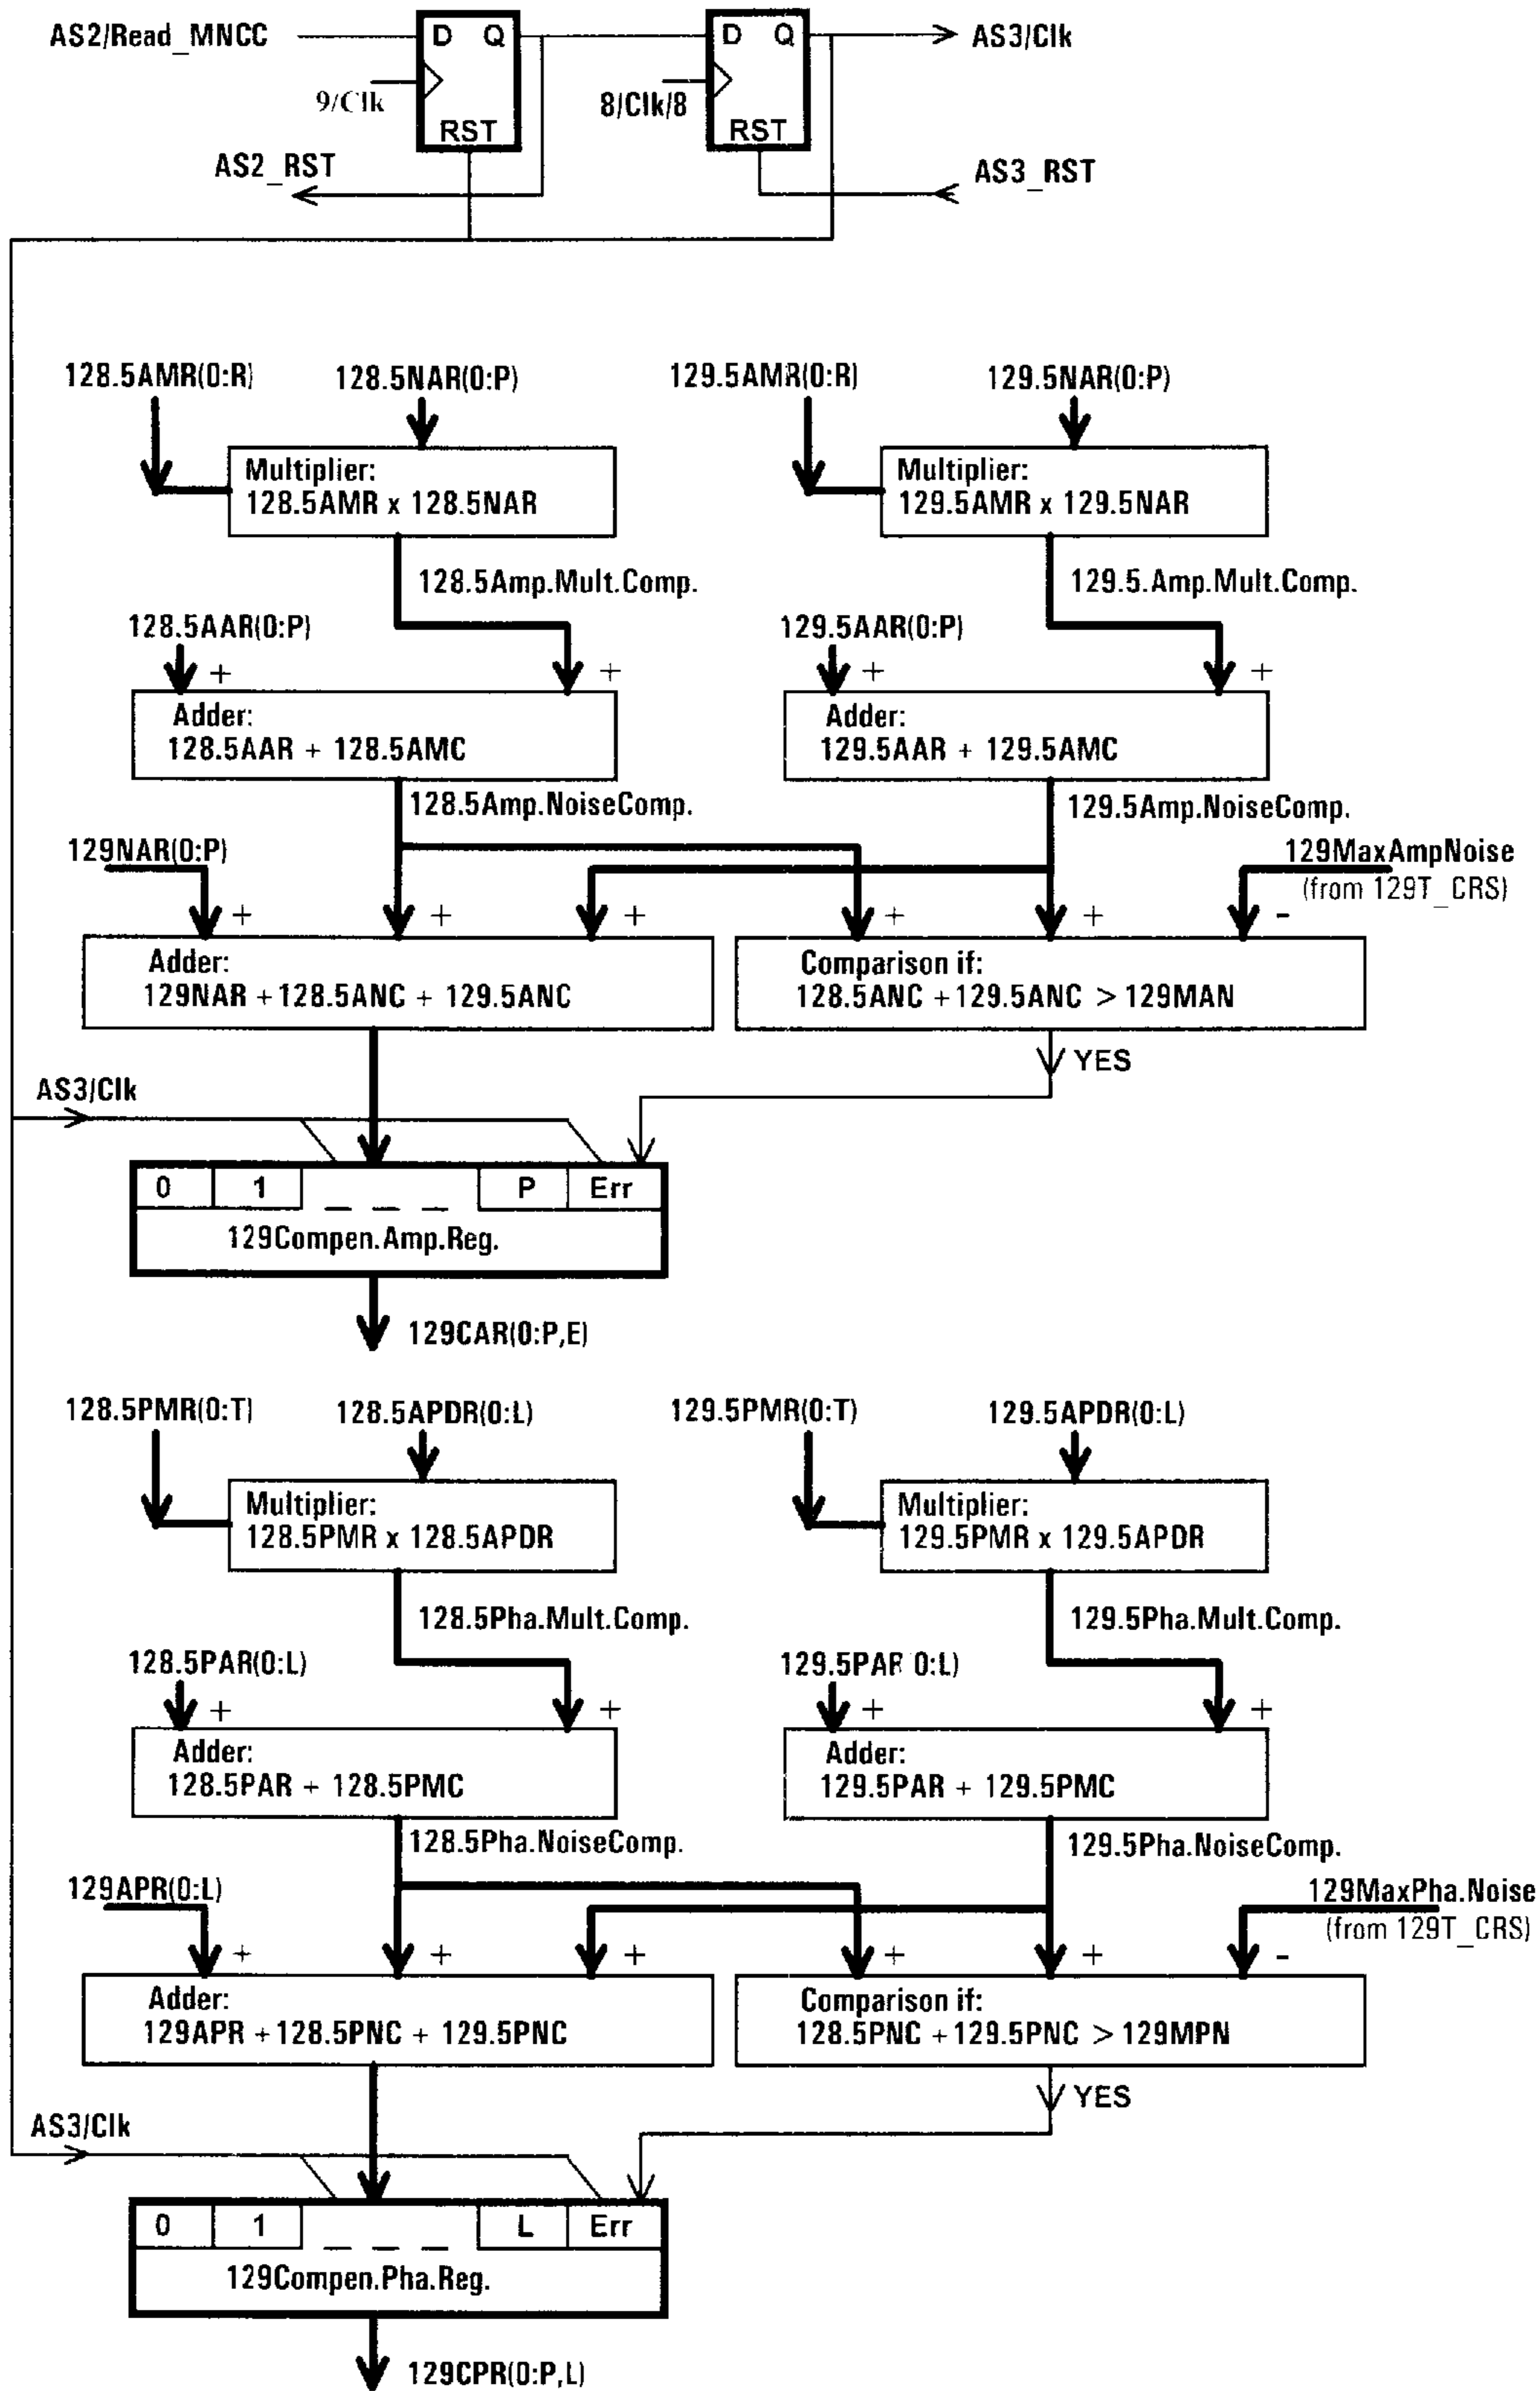 AS2/Read_MNCC
D Q
D Q
AS3/Clk
9/Clk
8/Clk/8
RST
RST
AS2_RST
AS3_RST
128.5AMR(0:R)
128.5NAR(0:P)
129.5AMR(0:R)
129.5NAR(0:P)
Multiplier:
128.5AMR x 128.5NAR
Multiplier:
129.5AMR x 129.5NAR
128.5Amp.Mult.Comp.
129.5.Amp.Mult.Comp.
128.5AAR(0:P)
129.5AAR(0:P)
+ +
+ +
Adder:
128.5AAR + 128.5AMC
Adder:
129.5AAR + 129.5AMC
128.5Amp.NoiseComp.
129.5Amp.NoiseComp.
129NAR(0:P)
129MaxAmpNoise
(from 129T_CRS)
+ + +
+ + -
Adder:
129NAR +128.5ANC + 129.5ANC
Comparison if:
128.5ANC +129.5ANC > 129MAN
YES
AS3/Clk
0 1 _ _ _ P Err
129Compen.Amp.Reg.
129CAR(0:P,E)
128.5PMR(0:T)
128.5APDR(0:L)
129.5PMR(0:T)
129.5APDR(0:L)
Multiplier:
128.5PMR x 128.5APDR
Multiplier:
129.5PMR x 129.5APDR
128.5Pha.Mult.Comp.
129.5Pha.Mult.Comp.
128.5PAR(0:L)
129.5PAR 0:L)
+ +
+ +
Adder:
128.5PAR + 128.5PMC
Adder:
129.5PAR + 129.5PMC
128.5Pha.NoiseComp.
129.5Pha.NoiseComp.
129APR(0:L)
129MaxPha.Noise
(from 129T_CRS)
+ + +
+ + -
Adder:
129APR +128.5PNC + 129.5PNC
Comparison if:
128.5PNC +129.5PNC > 129MPN
YES
AS3/Clk
0 1 _ _ _ L Err
129Compen.Pha.Reg.
129CPR(0:P,L)